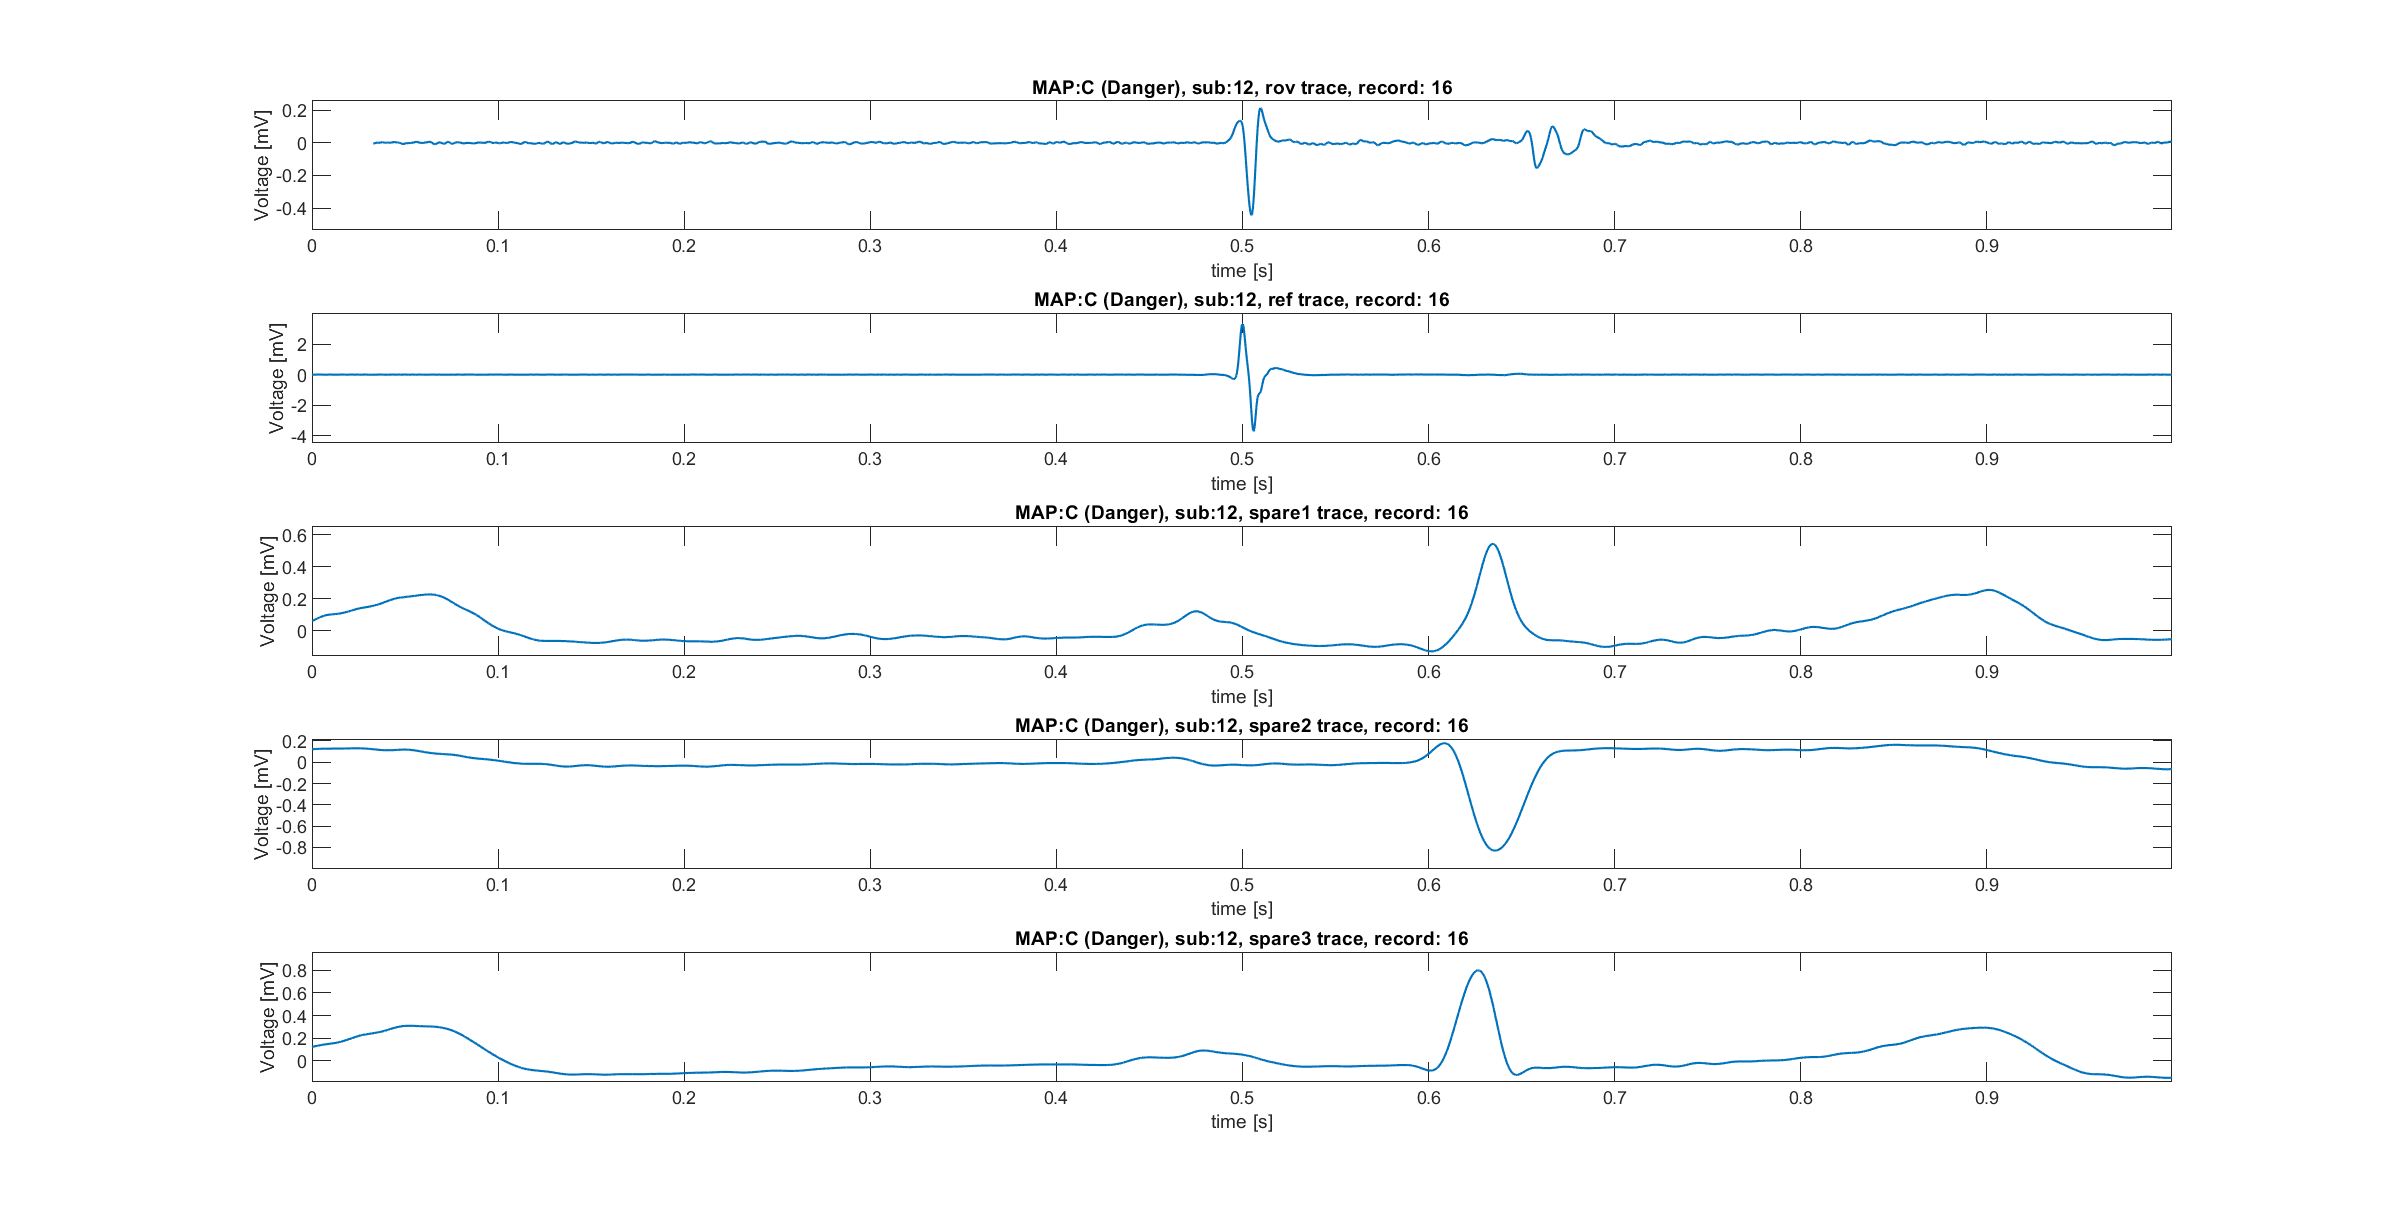 MAP:C (Danger), sub:12, rov trace, record: 16
Voltage [mV]
0.2
0
-0.2
-0.4
0 0.1 0.2 0.3 0.4 0.5 0.6 0.7 0.8 0.9
time [s]
MAP:C (Danger), sub:12, ref trace, record: 16
Voltage [mV]
2
0
-2
-4
0 0.1 0.2 0.3 0.4 0.5 0.6 0.7 0.8 0.9
time [s]
MAP:C (Danger), sub:12, spare1 trace, record: 16
Voltage [mV]
0.6
0.4
0.2
0
0 0.1 0.2 0.3 0.4 0.5 0.6 0.7 0.8 0.9
time [s]
MAP:C (Danger), sub:12, spare2 trace, record: 16
Voltage [mV]
0.2
0
-0.2
-0.4
-0.6
-0.8
0 0.1 0.2 0.3 0.4 0.5 0.6 0.7 0.8 0.9
time [s]
MAP:C (Danger), sub:12, spare3 trace, record: 16
Voltage [mV]
0.8
0.6
0.4
0.2
0
0 0.1 0.2 0.3 0.4 0.5 0.6 0.7 0.8 0.9
time [s]